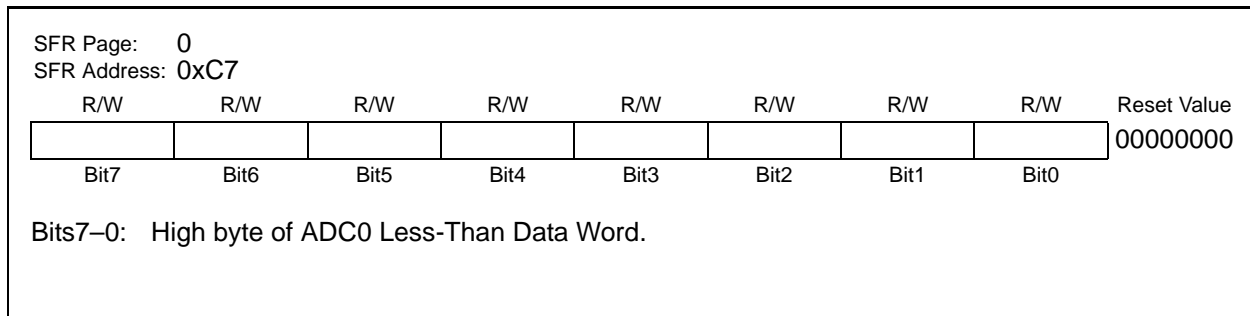 SFR Page: 0
SFR Address: 0xC7
R/W R/W R/W R/W R/W R/W R/W R/W Reset Value
00000000
Bit7 Bit6 Bit5 Bit4 Bit3 Bit2 Bit1 Bit0
Bits7–0: High byte of ADC0 Less-Than Data Word.